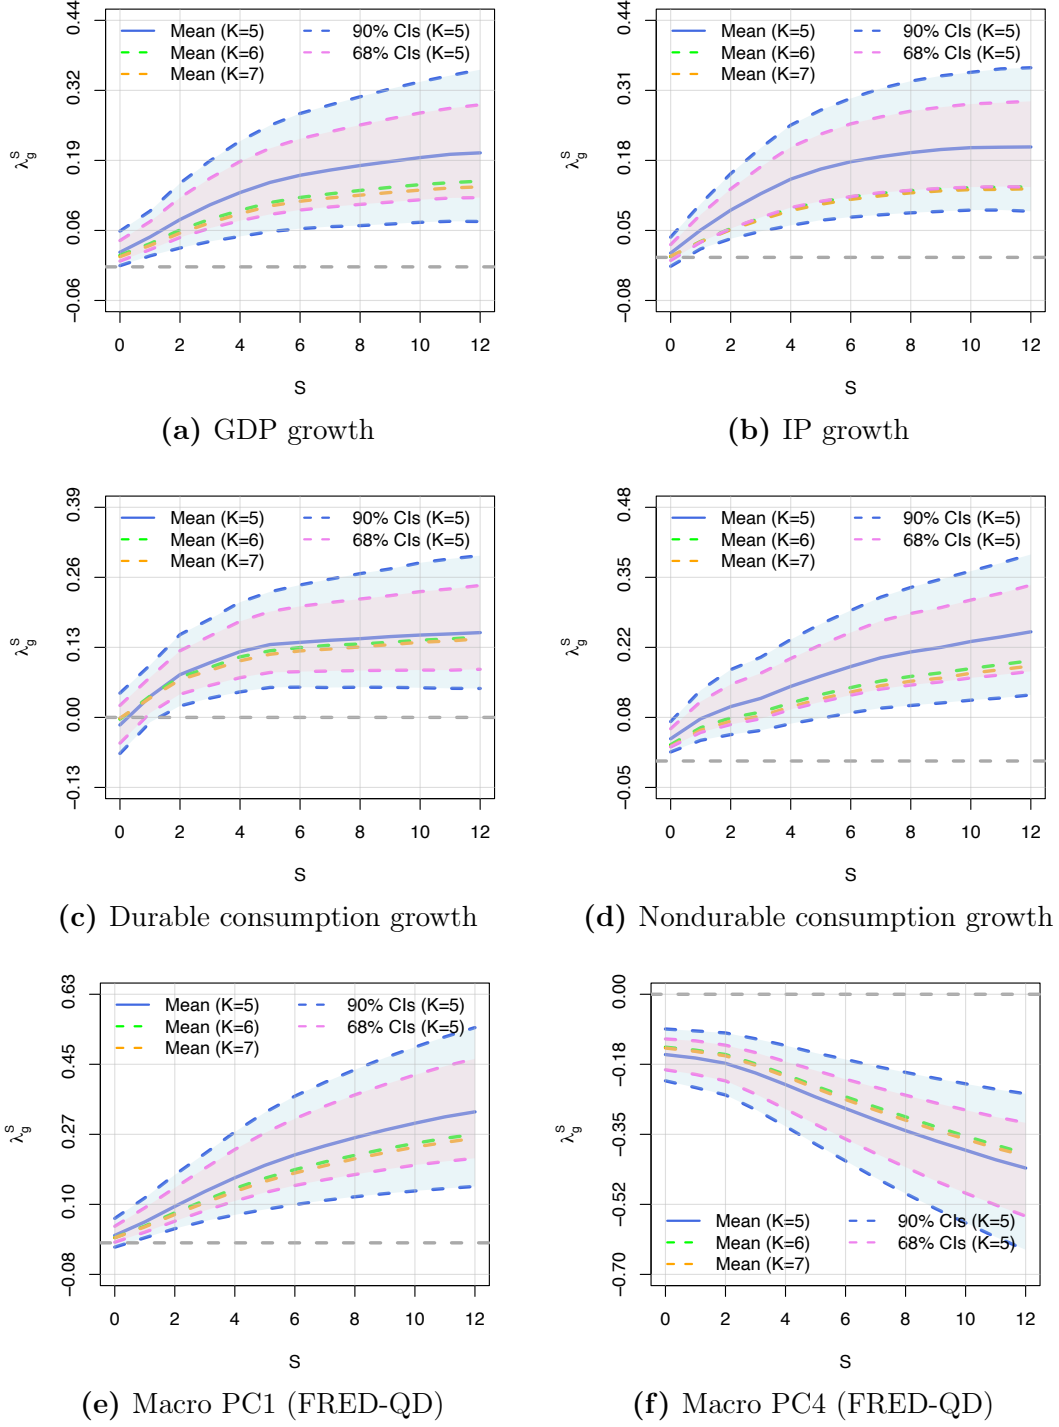 0.44
0.32
0.19
0.06
−0.06
λ_g^S
Mean (K=5)
Mean (K=6)
Mean (K=7)
90% CIs (K=5)
68% CIs (K=5)
0 2 4 6 8 10 12
S
(a) GDP growth
0.44
0.31
0.18
0.05
−0.08
λ_g^S
Mean (K=5)
Mean (K=6)
Mean (K=7)
90% CIs (K=5)
68% CIs (K=5)
0 2 4 6 8 10 12
S
(b) IP growth
0.39
0.26
0.13
0.00
−0.13
λ_g^S
Mean (K=5)
Mean (K=6)
Mean (K=7)
90% CIs (K=5)
68% CIs (K=5)
0 2 4 6 8 10 12
S
(c) Durable consumption growth
0.48
0.35
0.22
0.08
−0.05
λ_g^S
Mean (K=5)
Mean (K=6)
Mean (K=7)
90% CIs (K=5)
68% CIs (K=5)
0 2 4 6 8 10 12
S
(d) Nondurable consumption growth
0.63
0.45
0.27
0.10
−0.08
λ_g^S
Mean (K=5)
Mean (K=6)
Mean (K=7)
90% CIs (K=5)
68% CIs (K=5)
0 2 4 6 8 10 12
S
(e) Macro PC1 (FRED-QD)
0.00
−0.18
−0.35
−0.52
−0.70
λ_g^S
Mean (K=5)
Mean (K=6)
Mean (K=7)
90% CIs (K=5)
68% CIs (K=5)
0 2 4 6 8 10 12
S
(f) Macro PC4 (FRED-QD)